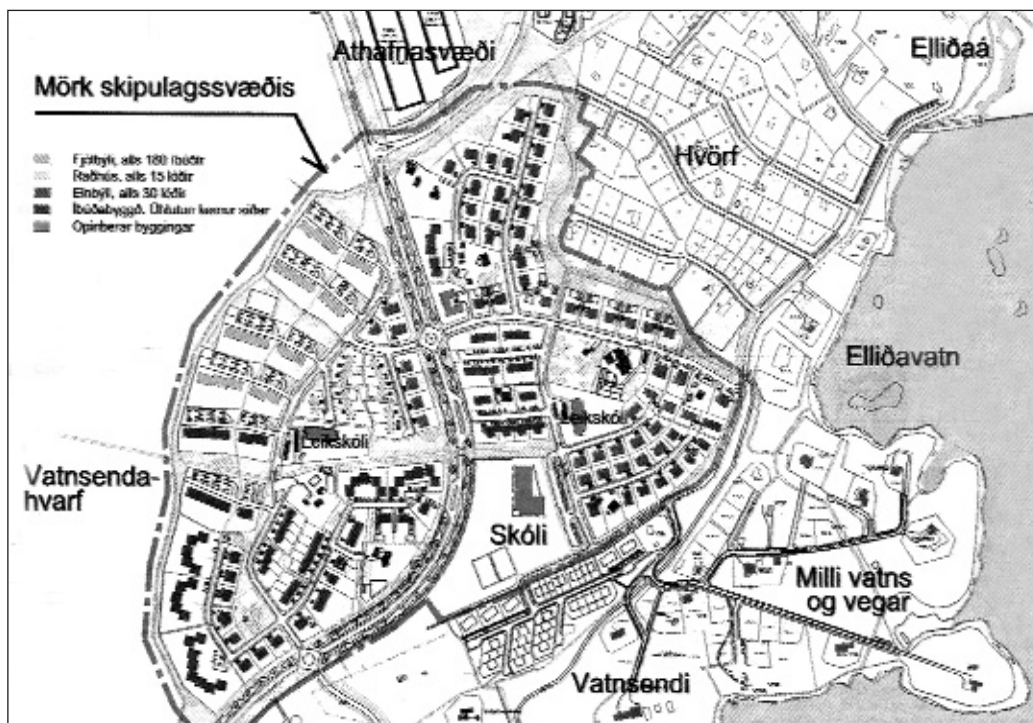 Athafnasvæði
Elliðaá
Mörk skipulagssvæðis
Fjölbýli, alls 180 íbúðir
Raðhús, alls 15 lóðir
Einbýli, alls 30 lóðir
Íbúðabyggð. Úthlutun kemur síðar
Opinberar byggingar
Hvörf
Elliðavatn
Leikskóli
Leikskóli
Vatnsenda-
hvarf
Skóli
Milli vatns
og vegar
Vatnsendi